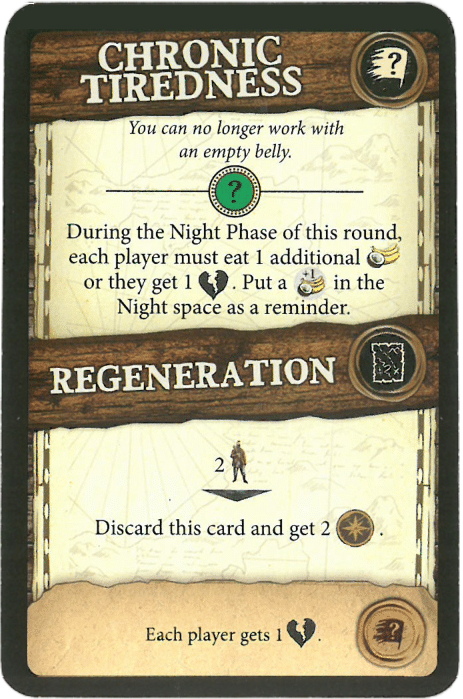 CHRONIC
TIREDNESS
?
You can no longer work with
an empty belly.
?
During the Night Phase of this round,
each player must eat 1 additional
or they get 1 . Put a +1 in the
Night space as a reminder.
REGENERATION
2
Discard this card and get 2 .
Each player gets 1 .
?